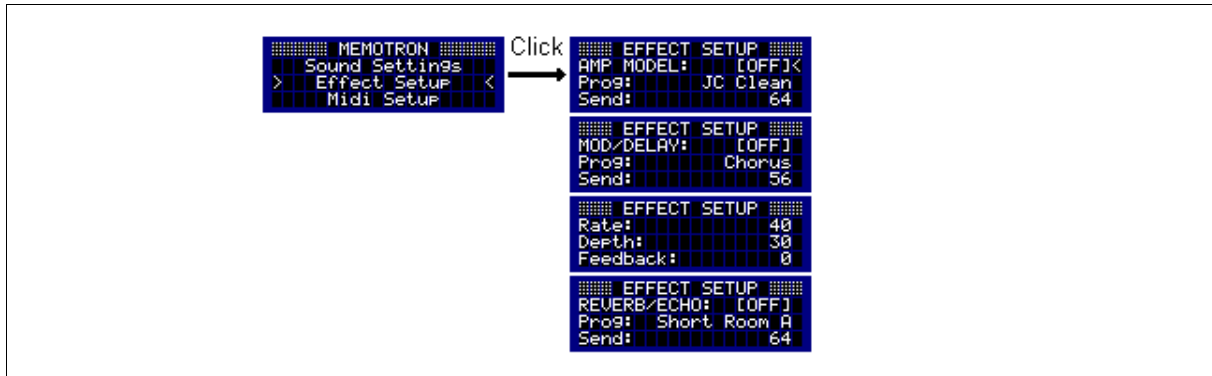 MEMOTRON
Sound Settings
> Effect Setup <
Midi Setup
Click
EFFECT SETUP
AMP MODEL: [OFF]<
Prog: JC Clean
Send: 64
EFFECT SETUP
MOD/DELAY: [OFF]
Prog: Chorus
Send: 56
EFFECT SETUP
Rate: 40
Depth: 30
Feedback: 0
EFFECT SETUP
REVERB/ECHO: [OFF]
Prog: Short Room A
Send: 64